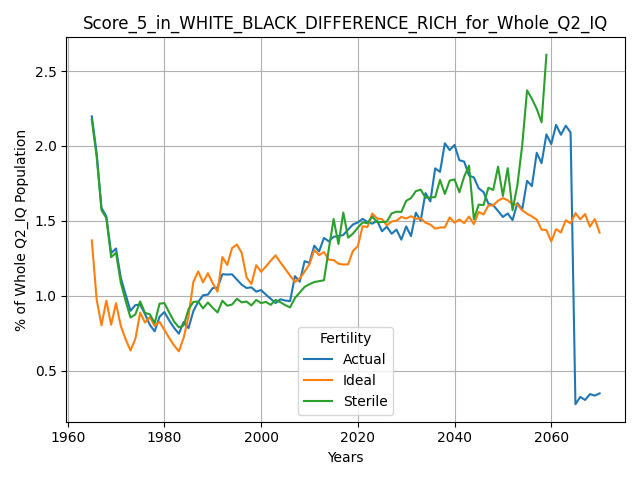 Score_5_in_WHITE_BLACK_DIFFERENCE_RICH_for_Whole_Q2_IQ
% of Whole Q2_IQ Population
2.5
2.0
1.5
1.0
0.5
Fertility
Actual
Ideal
Sterile
1960
1980
2000
2020
2040
2060
Years